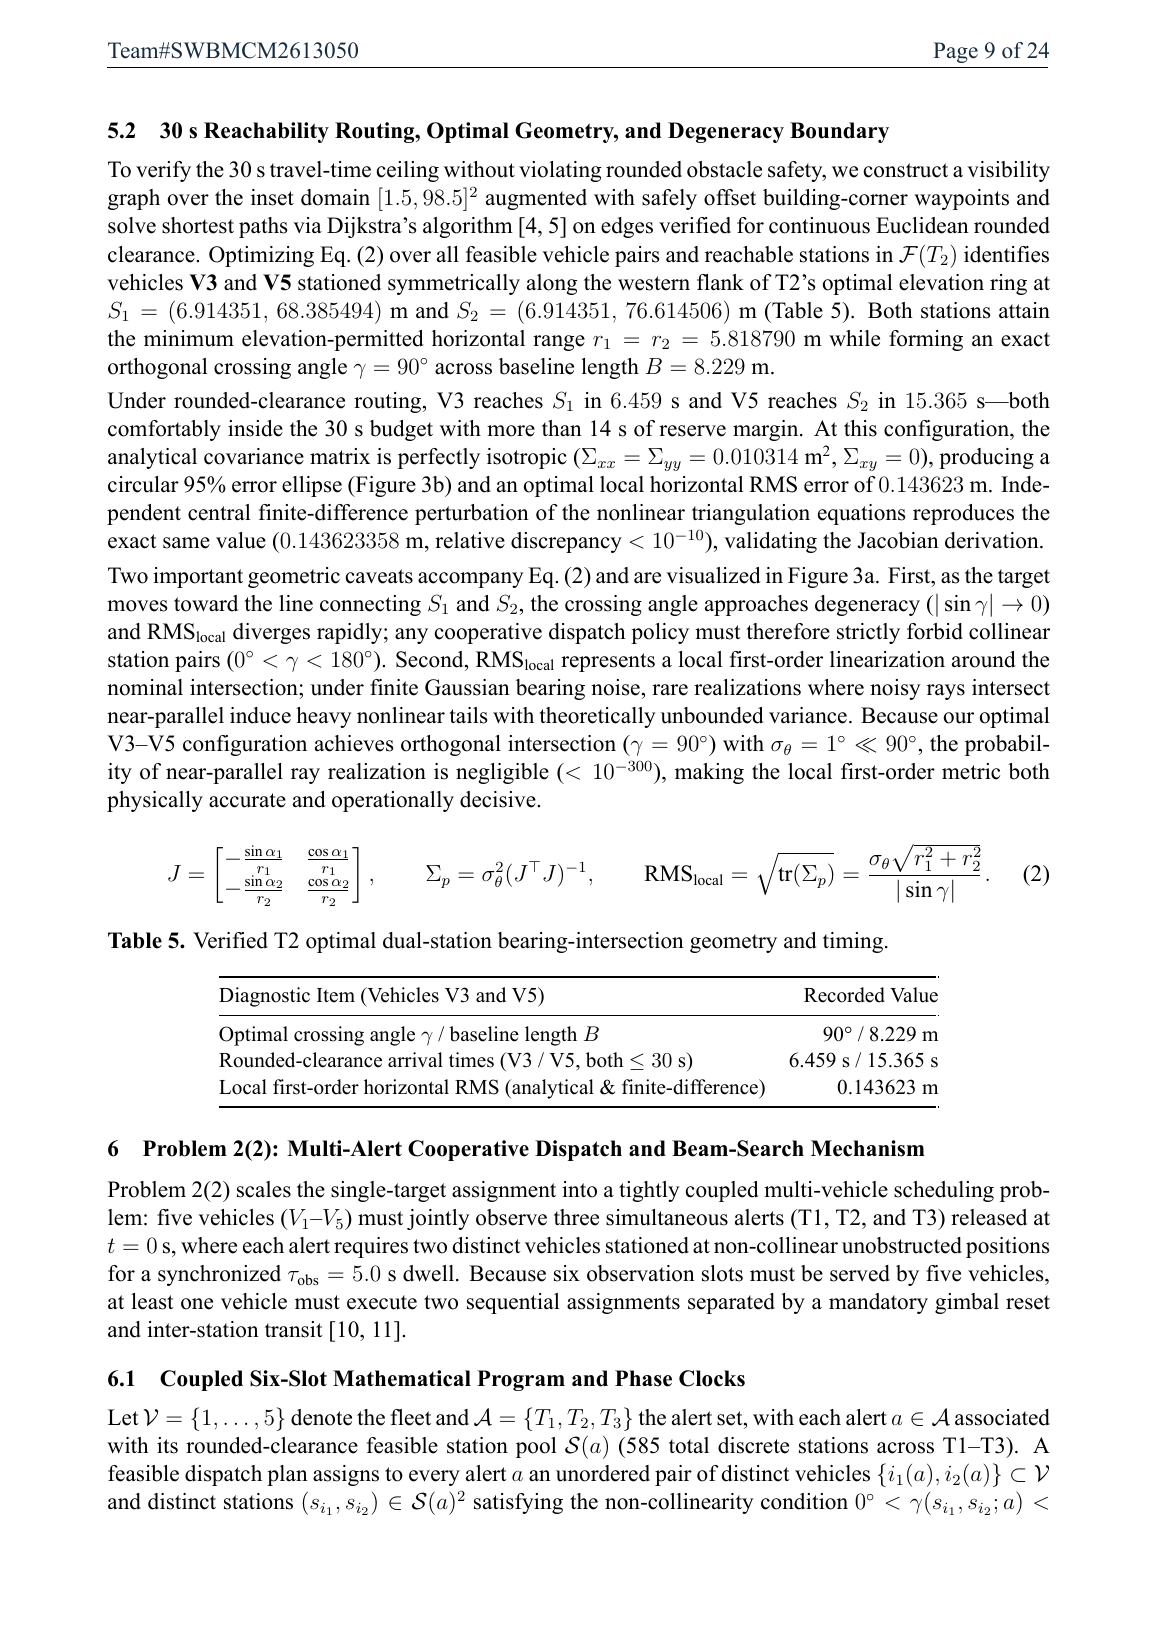 Team#SWBMCM2613050 Page 9 of 24
5.2 30 s Reachability Routing, Optimal Geometry, and Degeneracy Boundary
To verify the 30 s travel-time ceiling without violating rounded obstacle safety, we construct a visibility
graph over the inset domain [1.5, 98.5]² augmented with safely offset building-corner waypoints and
solve shortest paths via Dijkstra's algorithm [4, 5] on edges verified for continuous Euclidean rounded
clearance. Optimizing Eq. (2) over all feasible vehicle pairs and reachable stations in ℱ(T₂) identifies
vehicles V3 and V5 stationed symmetrically along the western flank of T2's optimal elevation ring at
S₁ = (6.914351, 68.385494) m and S₂ = (6.914351, 76.614506) m (Table 5). Both stations attain
the minimum elevation-permitted horizontal range r₁ = r₂ = 5.818790 m while forming an exact
orthogonal crossing angle γ = 90° across baseline length B = 8.229 m.
Under rounded-clearance routing, V3 reaches S₁ in 6.459 s and V5 reaches S₂ in 15.365 s—both
comfortably inside the 30 s budget with more than 14 s of reserve margin. At this configuration, the
analytical covariance matrix is perfectly isotropic (Σxx = Σyy = 0.010314 m², Σxy = 0), producing a
circular 95% error ellipse (Figure 3b) and an optimal local horizontal RMS error of 0.143623 m. Inde-
pendent central finite-difference perturbation of the nonlinear triangulation equations reproduces the
exact same value (0.143623358 m, relative discrepancy < 10⁻¹⁰), validating the Jacobian derivation.
Two important geometric caveats accompany Eq. (2) and are visualized in Figure 3a. First, as the target
moves toward the line connecting S₁ and S₂, the crossing angle approaches degeneracy (| sin γ| → 0)
and RMSlocal diverges rapidly; any cooperative dispatch policy must therefore strictly forbid collinear
station pairs (0° < γ < 180°). Second, RMSlocal represents a local first-order linearization around the
nominal intersection; under finite Gaussian bearing noise, rare realizations where noisy rays intersect
near-parallel induce heavy nonlinear tails with theoretically unbounded variance. Because our optimal
V3–V5 configuration achieves orthogonal intersection (γ = 90°) with σθ = 1° ≪ 90°, the probabil-
ity of near-parallel ray realization is negligible (< 10⁻³⁰⁰), making the local first-order metric both
physically accurate and operationally decisive.
J = [−sin α₁/r₁ cos α₁/r₁; −sin α₂/r₂ cos α₂/r₂], Σp = σθ²(J⊤J)⁻¹, RMSlocal = √tr(Σp) = σθ√(r₁² + r₂²)/| sin γ|. (2)
Table 5. Verified T2 optimal dual-station bearing-intersection geometry and timing.
Diagnostic Item (Vehicles V3 and V5) Recorded Value
Optimal crossing angle γ / baseline length B 90° / 8.229 m
Rounded-clearance arrival times (V3 / V5, both ≤ 30 s) 6.459 s / 15.365 s
Local first-order horizontal RMS (analytical & finite-difference) 0.143623 m
6 Problem 2(2): Multi-Alert Cooperative Dispatch and Beam-Search Mechanism
Problem 2(2) scales the single-target assignment into a tightly coupled multi-vehicle scheduling prob-
lem: five vehicles (V₁–V₅) must jointly observe three simultaneous alerts (T1, T2, and T3) released at
t = 0 s, where each alert requires two distinct vehicles stationed at non-collinear unobstructed positions
for a synchronized τobs = 5.0 s dwell. Because six observation slots must be served by five vehicles,
at least one vehicle must execute two sequential assignments separated by a mandatory gimbal reset
and inter-station transit [10, 11].
6.1 Coupled Six-Slot Mathematical Program and Phase Clocks
Let 𝒱 = {1, . . . , 5} denote the fleet and 𝒜 = {T₁, T₂, T₃} the alert set, with each alert a ∈ 𝒜 associated
with its rounded-clearance feasible station pool 𝒮(a) (585 total discrete stations across T1–T3). A
feasible dispatch plan assigns to every alert a an unordered pair of distinct vehicles {i₁(a), i₂(a)} ⊂ 𝒱
and distinct stations (sᵢ₁, sᵢ₂) ∈ 𝒮(a)² satisfying the non-collinearity condition 0° < γ(sᵢ₁, sᵢ₂; a) <